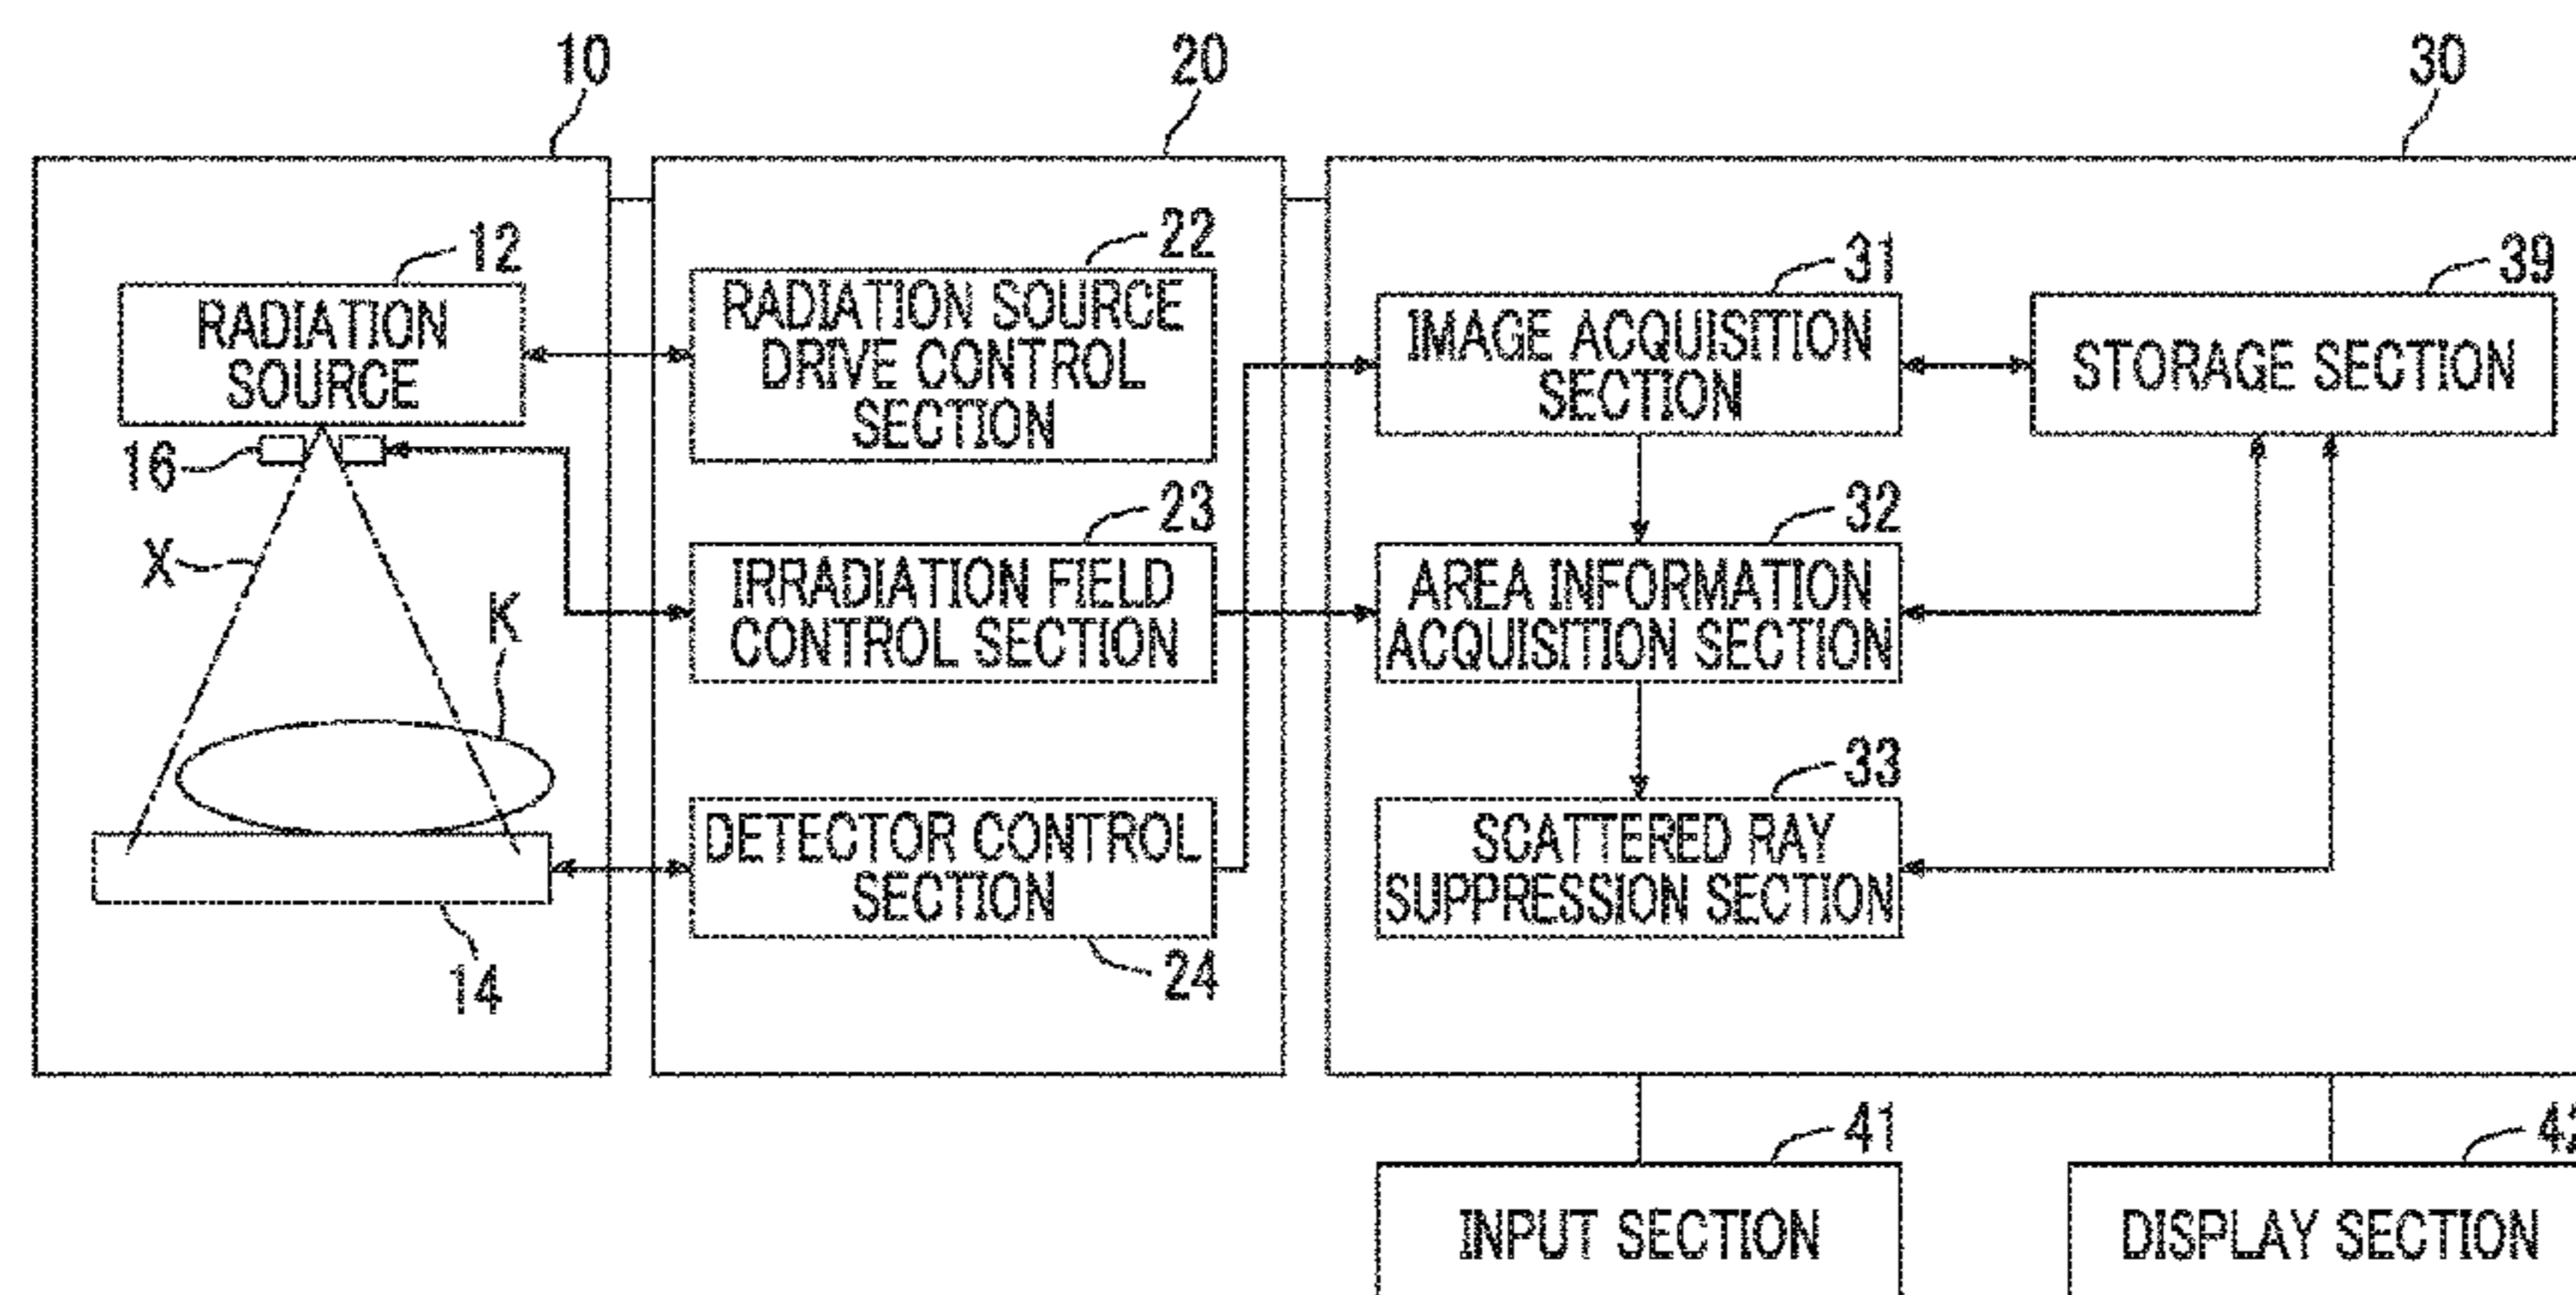 10
20
30
12
RADIATION
SOURCE
16
X
K
14
22
RADIATION SOURCE
DRIVE CONTROL
SECTION
23
IRRADIATION FIELD
CONTROL SECTION
DETECTOR CONTROL
SECTION
24
31
IMAGE ACQUISITION
SECTION
39
STORAGE SECTION
32
AREA INFORMATION
ACQUISITION SECTION
33
SCATTERED RAY
SUPPRESSION SECTION
41
INPUT SECTION
DISPLAY SECTION